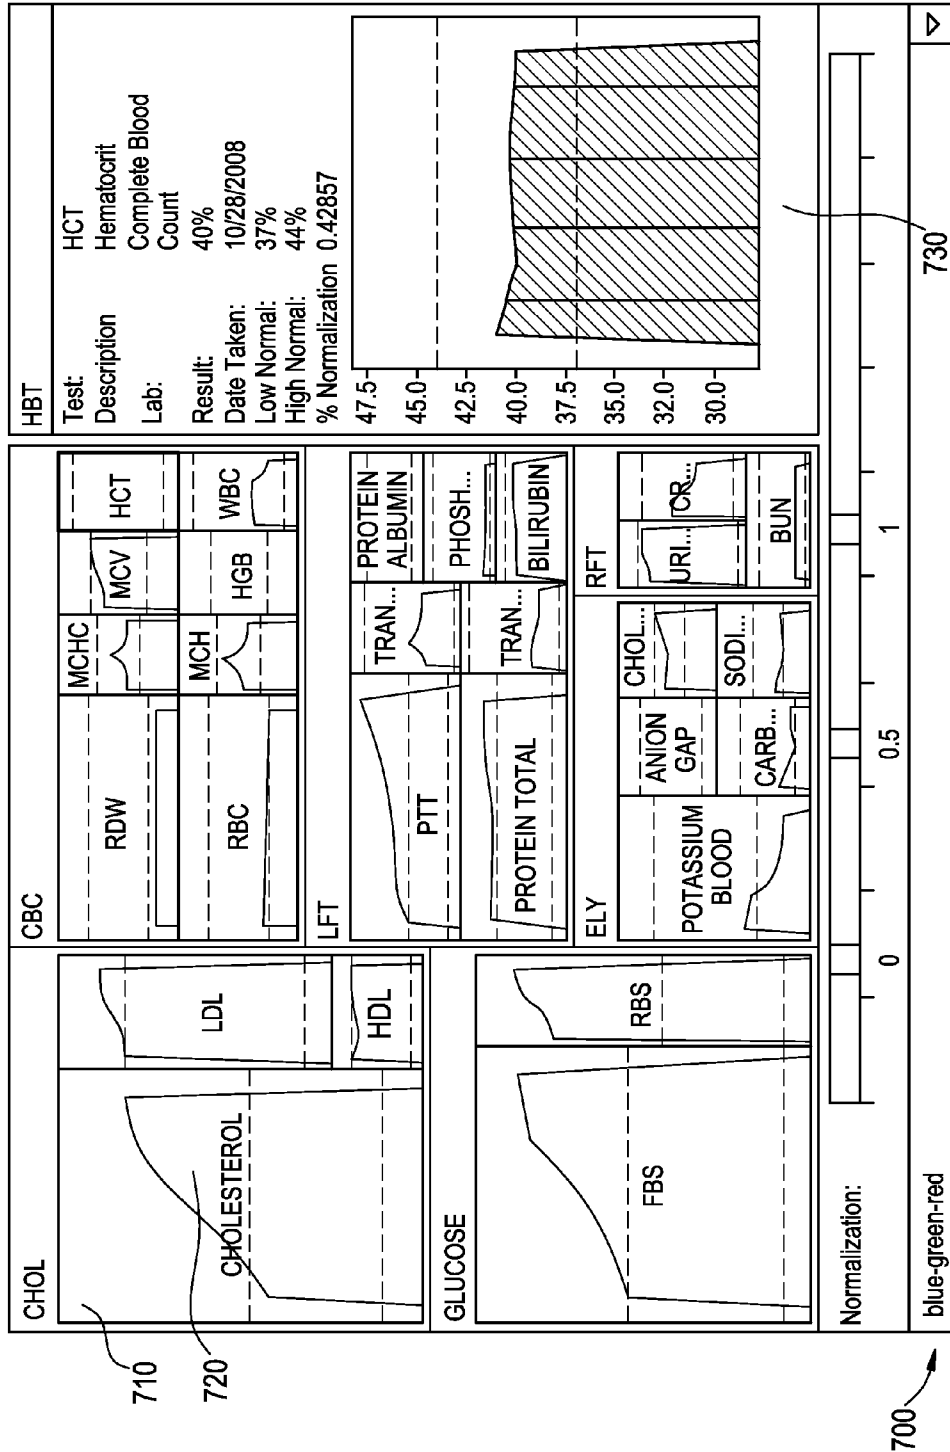 CHOL
CHOLESTEROL
LDL
HDL
GLUCOSE
FBS
RBS
CBC
RDW
MCHC
MCV
HCT
RBC
MCH
HGB
WBC
LFT
PTT
TRAN...
PROTEIN
ALBUMIN
PHOSH...
PROTEIN TOTAL
TRAN...
BILIRUBIN
ELY
POTASSIUM
BLOOD
ANION
GAP
CHOL...
CARB...
SODI...
RFT
URI...
CR...
BUN
HBT
Test: HCT
Description Hematocrit
Lab: Complete Blood
Count
Result: 40%
Date Taken: 10/28/2008
Low Normal: 37%
High Normal: 44%
% Normalization 0.42857
47.5
45.0
42.5
40.0
37.5
35.0
32.0
30.0
Normalization:
0
0.5
1
blue-green-red
700
710
720
730